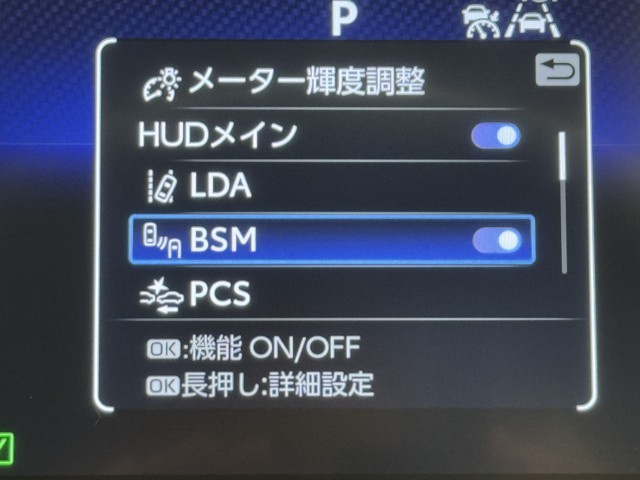 P
メーター輝度調整
HUDメイン
LDA
BSM
PCS
OK:機能 ON/OFF
OK長押し:詳細設定